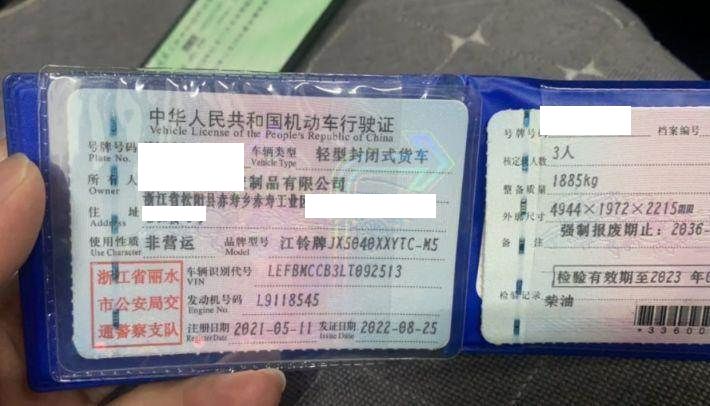 中华人民共和国机动车行驶证
Vehicle License of the People's Republic of China
号牌号码
Plate No.
车辆类型 轻型封闭式货车
Vehicle Type
所有人 制品有限公司
Owner
住址 浙江省松阳县赤寿乡赤寿工业区
Address
使用性质 非营运
Use Character
品牌型号 江铃牌JX5040XXYTC-M5
Model
浙江省丽水
市公安局交
通警察支队
车辆识别代号 LEFBMCCB3LT092513
VIN
发动机号码 L9118545
Engine No.
注册日期 2021-05-11 发证日期 2022-08-25
Register Date Issue Date
号牌号
档案编号
核定载人数 3人
整备质量 1885kg
外廓尺寸 4944×1972×2215mm
备注 强制报废期止:2036-
检验有效期至2023 年
检验记录
柴油
*33600